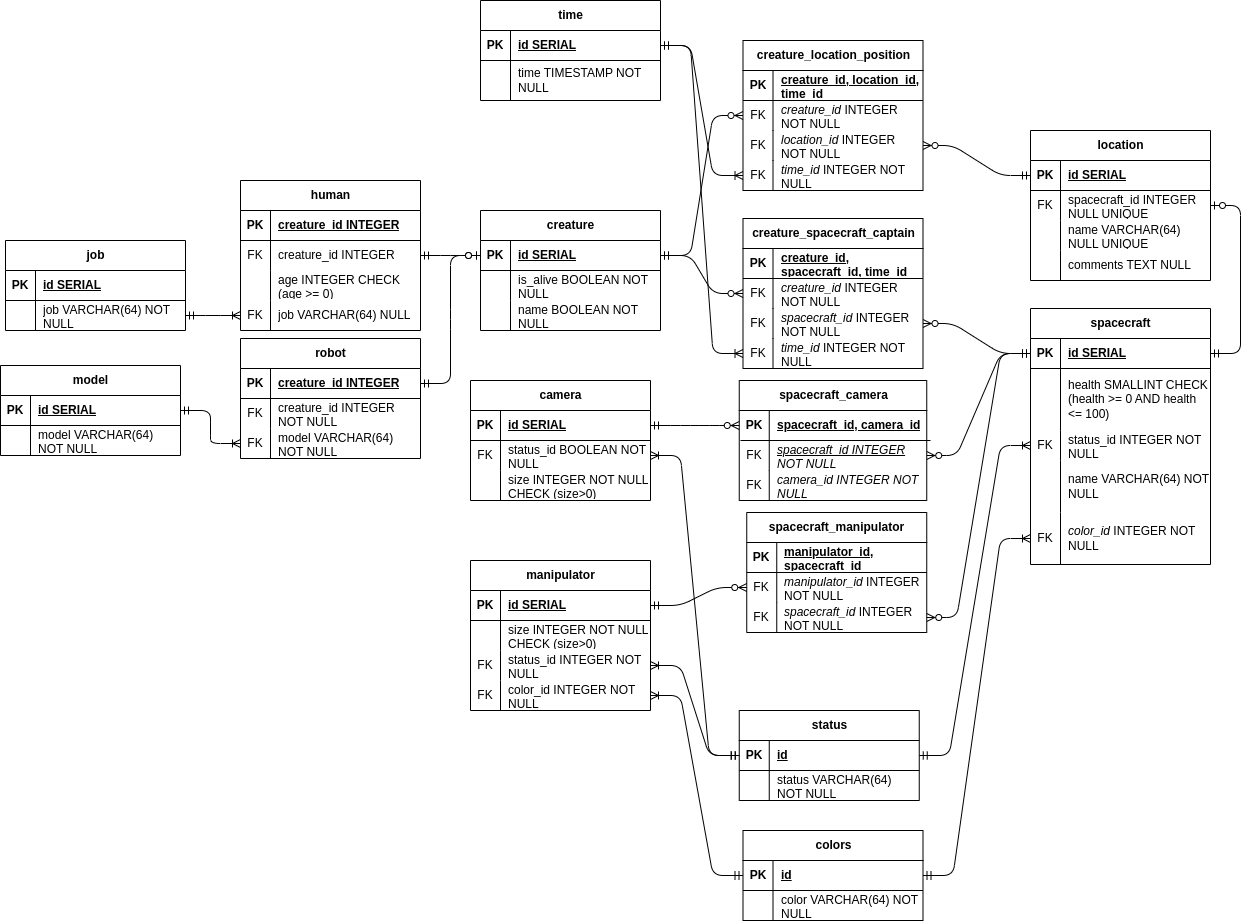 time
PK
id SERIAL
time TIMESTAMP NOT
NULL
creature_location_position
PK
creature_id, location_id,
time_id
FK
creature_id INTEGER
NOT NULL
FK
location_id INTEGER
NOT NULL
FK
time_id INTEGER NOT
NULL
location
PK
id SERIAL
FK
spacecraft_id INTEGER
NULL UNIQUE
name VARCHAR(64)
NULL UNIQUE
comments TEXT NULL
human
PK
creature_id INTEGER
FK
creature_id INTEGER
age INTEGER CHECK
(age >= 0)
FK
job VARCHAR(64) NULL
creature
PK
id SERIAL
is_alive BOOLEAN NOT
NULL
name BOOLEAN NOT
NULL
creature_spacecraft_captain
PK
creature_id,
spacecraft_id, time_id
FK
creature_id INTEGER
NOT NULL
FK
spacecraft_id INTEGER
NOT NULL
FK
time_id INTEGER NOT
NULL
job
PK
id SERIAL
job VARCHAR(64) NOT
NULL
spacecraft
PK
id SERIAL
health SMALLINT CHECK
(health >= 0 AND health
<= 100)
FK
status_id INTEGER NOT
NULL
name VARCHAR(64) NOT
NULL
FK
color_id INTEGER NOT
NULL
robot
PK
creature_id INTEGER
FK
creature_id INTEGER
NOT NULL
FK
model VARCHAR(64)
NOT NULL
model
PK
id SERIAL
model VARCHAR(64)
NOT NULL
camera
PK
id SERIAL
FK
status_id BOOLEAN NOT
NULL
size INTEGER NOT NULL
CHECK (size>0)
spacecraft_camera
PK
spacecraft_id, camera_id
FK
spacecraft_id INTEGER
NOT NULL
FK
camera_id INTEGER NOT
NULL
spacecraft_manipulator
PK
manipulator_id,
spacecraft_id
FK
manipulator_id INTEGER
NOT NULL
FK
spacecraft_id INTEGER
NOT NULL
manipulator
PK
id SERIAL
size INTEGER NOT NULL
CHECK (size>0)
FK
status_id INTEGER NOT
NULL
FK
color_id INTEGER NOT
NULL
status
PK
id
status VARCHAR(64)
NOT NULL
colors
PK
id
color VARCHAR(64) NOT
NULL